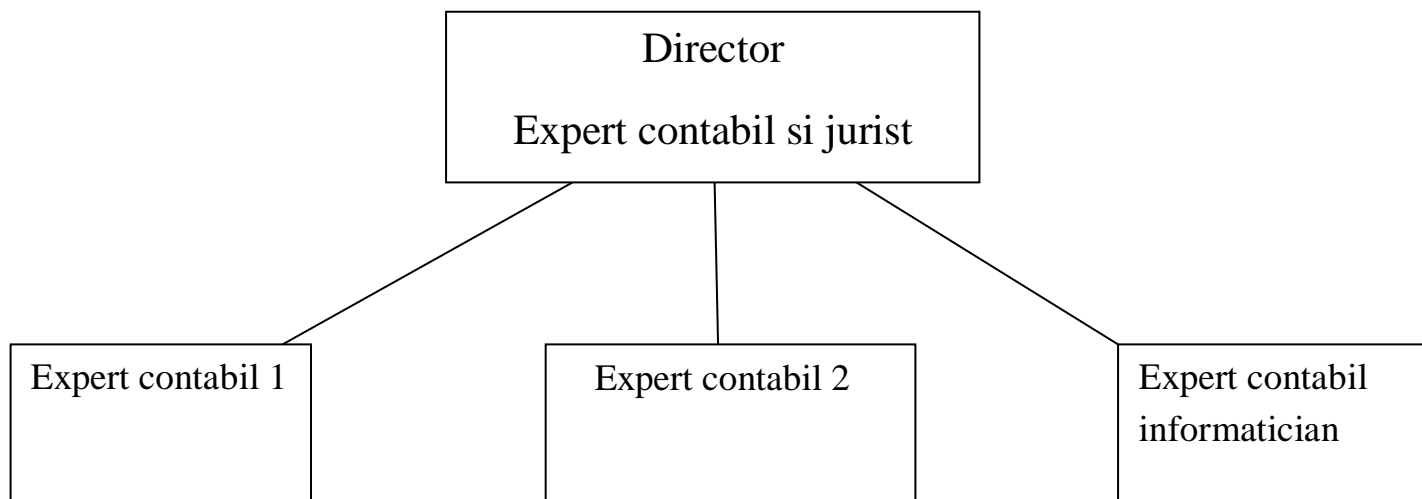 Director
Expert contabil si jurist
Expert contabil 1
Expert contabil 2
Expert contabil
informatician